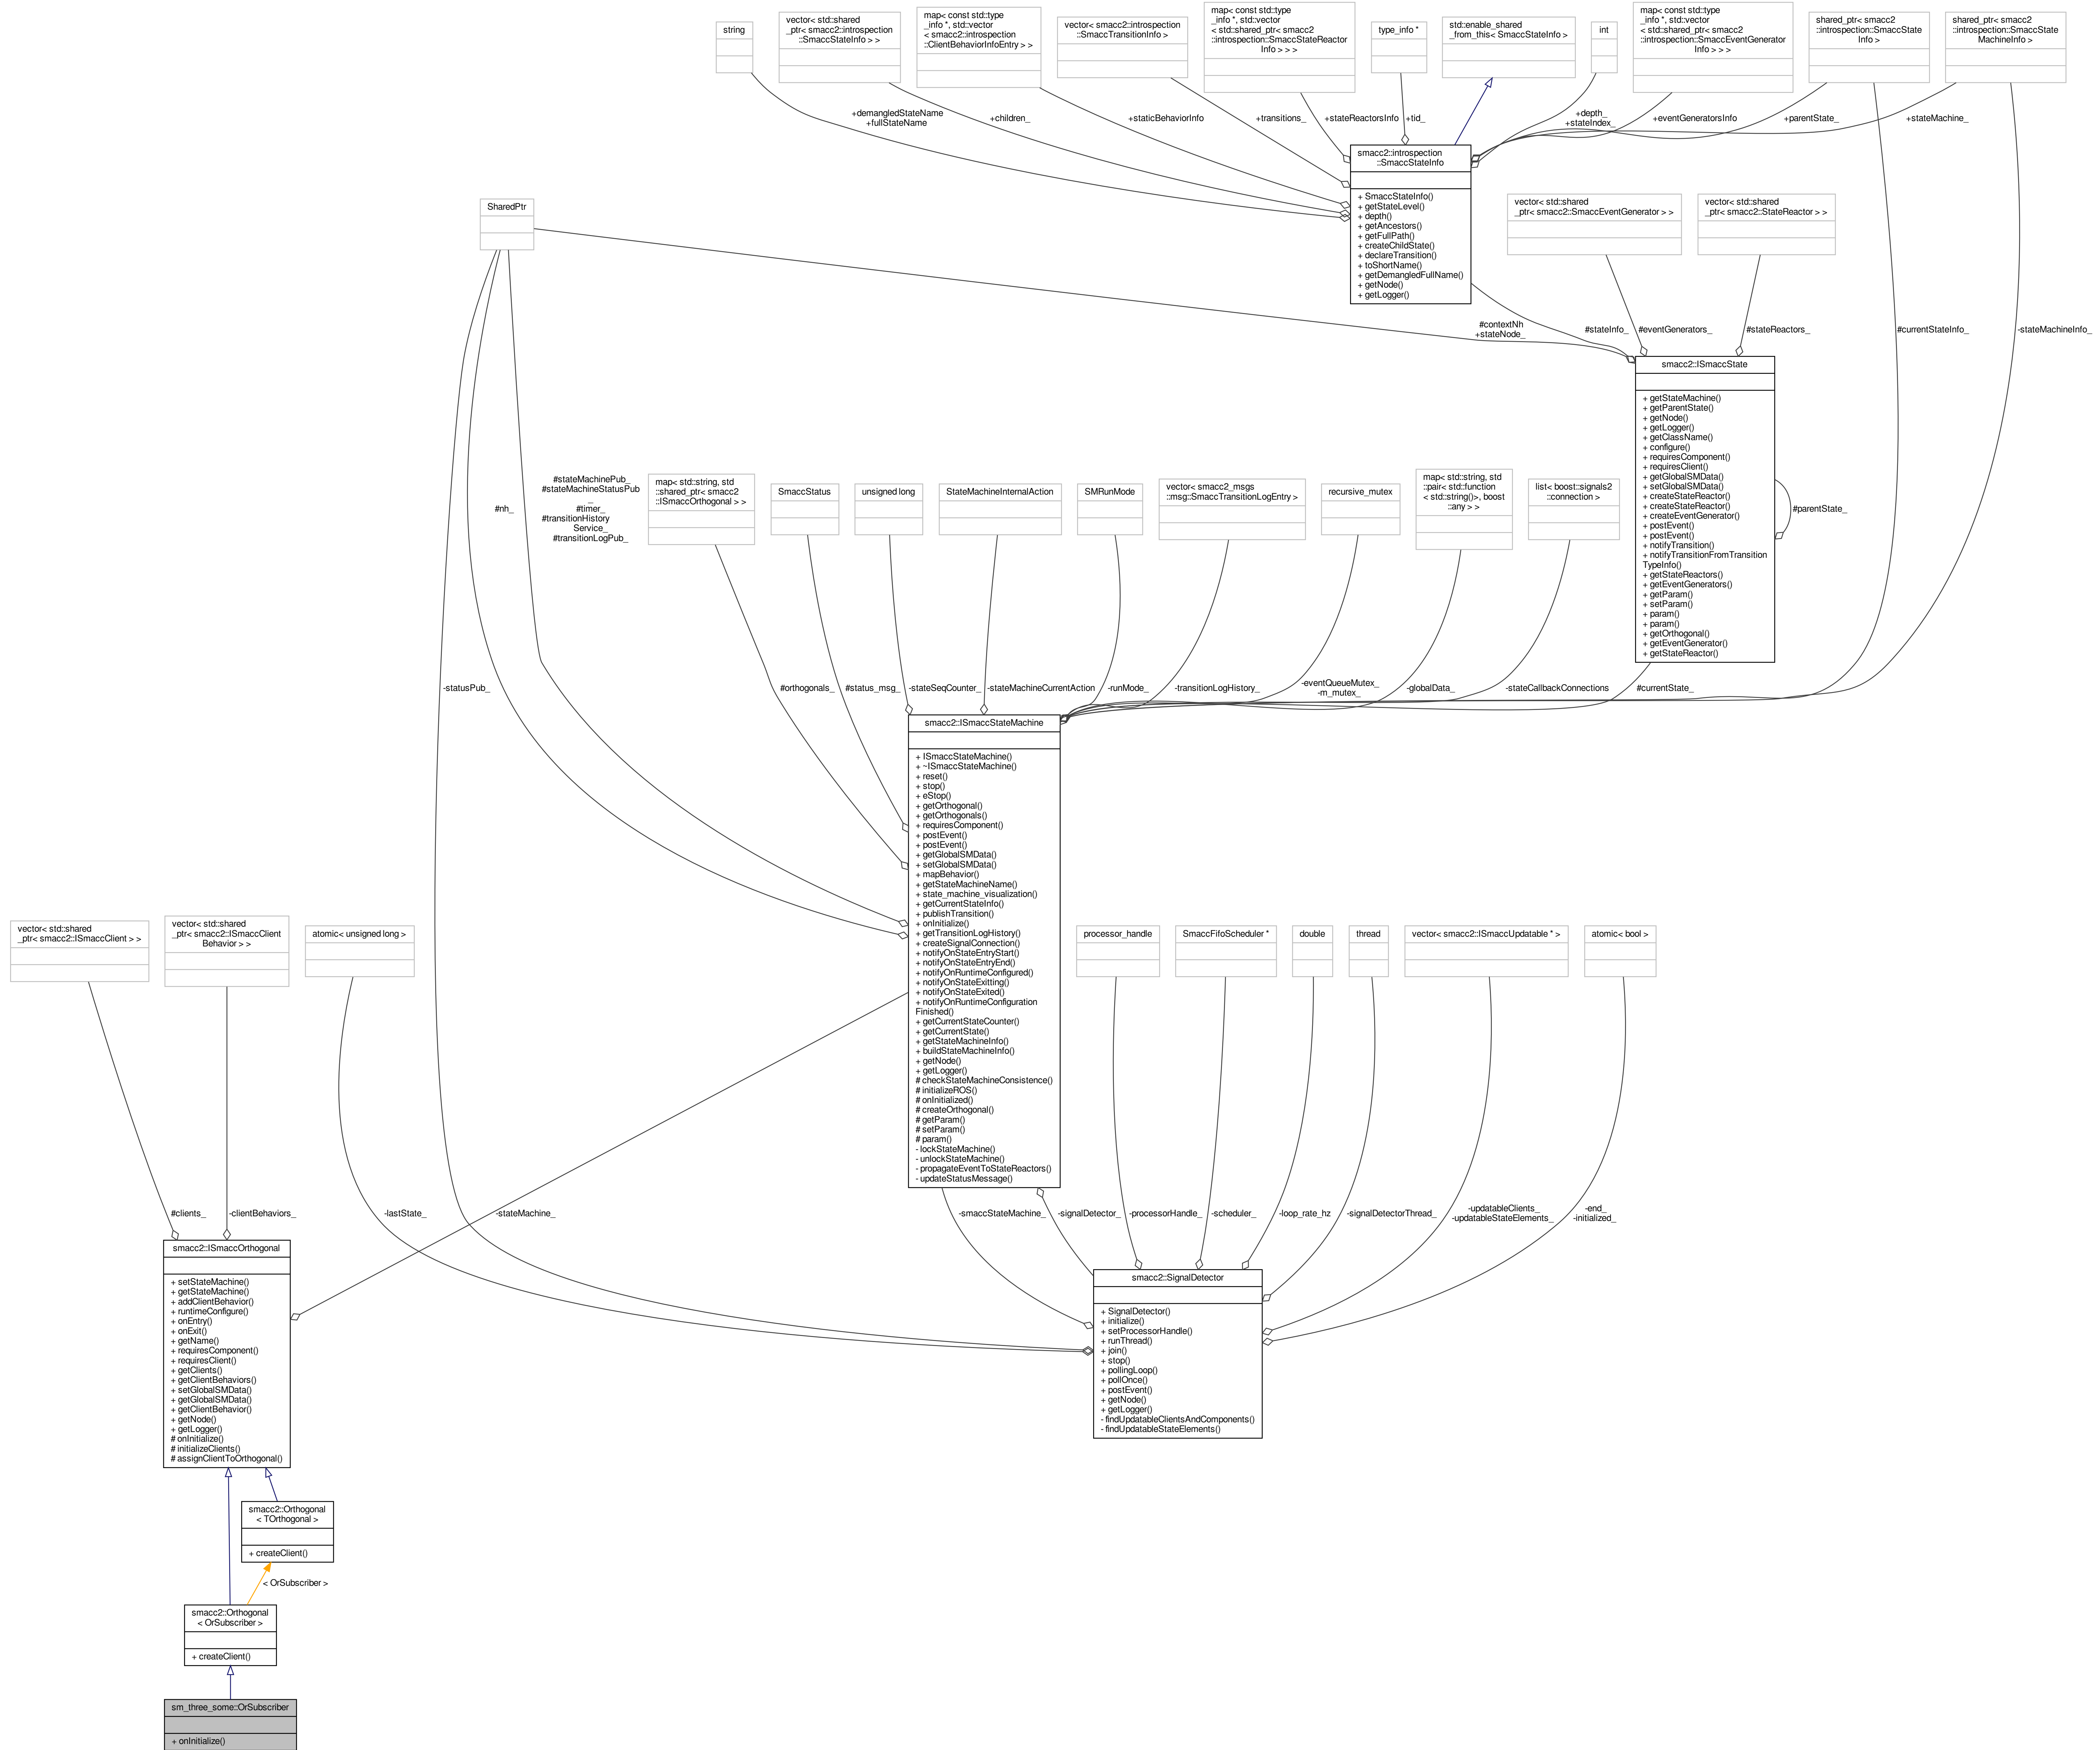 string
vector< std::shared
_ptr< smacc2::introspection
::SmaccStateInfo > >
map< const std::type
_info *, std::vector
< smacc2::introspection
::ClientBehaviorInfoEntry > >
vector< smacc2::introspection
::SmaccTransitionInfo >
map< const std::type
_info *, std::vector
< std::shared_ptr< smacc2
::introspection::SmaccStateReactor
Info > > >
type_info *
std::enable_shared
_from_this< SmaccStateInfo >
int
map< const std::type
_info *, std::vector
< std::shared_ptr< smacc2
::introspection::SmaccEventGenerator
Info > > >
shared_ptr< smacc2
::introspection::SmaccState
Info >
shared_ptr< smacc2
::introspection::SmaccState
MachineInfo >
+demangledStateName
+fullStateName
+children_
+staticBehaviorInfo
+transitions_
+stateReactorsInfo
+tid_
+depth_
+stateIndex_
+eventGeneratorsInfo
+parentState_
+stateMachine_
smacc2::introspection
::SmaccStateInfo
+ SmaccStateInfo()
+ getStateLevel()
+ depth()
+ getAncestors()
+ getFullPath()
+ createChildState()
+ declareTransition()
+ toShortName()
+ getDemangledFullName()
+ getNode()
+ getLogger()
SharedPtr
vector< std::shared
_ptr< smacc2::SmaccEventGenerator > >
vector< std::shared
_ptr< smacc2::StateReactor > >
#contextNh
+stateNode_
#stateInfo_
#eventGenerators_
#stateReactors_
#currentStateInfo_
-stateMachineInfo_
smacc2::ISmaccState
+ getStateMachine()
+ getParentState()
+ getNode()
+ getLogger()
+ getClassName()
+ configure()
+ requiresComponent()
+ requiresClient()
+ getGlobalSMData()
+ setGlobalSMData()
+ createStateReactor()
+ createStateReactor()
+ createEventGenerator()
+ postEvent()
+ postEvent()
+ notifyTransition()
+ notifyTransitionFromTransition
TypeInfo()
+ getStateReactors()
+ getEventGenerators()
+ getParam()
+ setParam()
+ param()
+ param()
+ getOrthogonal()
+ getEventGenerator()
+ getStateReactor()
#parentState_
#nh_
#stateMachinePub_
#stateMachineStatusPub
_
#timer_
#transitionHistory
Service_
#transitionLogPub_
map< std::string, std
::shared_ptr< smacc2
::ISmaccOrthogonal > >
SmaccStatus
unsigned long
StateMachineInternalAction
SMRunMode
vector< smacc2_msgs
::msg::SmaccTransitionLogEntry >
recursive_mutex
map< std::string, std
::pair< std::function
< std::string()>, boost
::any > >
list< boost::signals2
::connection >
-statusPub_
#orthogonals_
#status_msg_
-stateSeqCounter_
-stateMachineCurrentAction
-runMode_
-transitionLogHistory_
-eventQueueMutex_
-m_mutex_
-globalData_
-stateCallbackConnections
#currentState_
smacc2::ISmaccStateMachine
+ ISmaccStateMachine()
+ ~ISmaccStateMachine()
+ reset()
+ stop()
+ eStop()
+ getOrthogonal()
+ getOrthogonals()
+ requiresComponent()
+ postEvent()
+ postEvent()
+ getGlobalSMData()
+ setGlobalSMData()
+ mapBehavior()
+ getStateMachineName()
+ state_machine_visualization()
+ getCurrentStateInfo()
+ publishTransition()
+ onInitialize()
+ getTransitionLogHistory()
+ createSignalConnection()
+ notifyOnStateEntryStart()
+ notifyOnStateEntryEnd()
+ notifyOnRuntimeConfigured()
+ notifyOnStateExitting()
+ notifyOnStateExited()
+ notifyOnRuntimeConfiguration
Finished()
+ getCurrentStateCounter()
+ getCurrentState()
+ getStateMachineInfo()
+ buildStateMachineInfo()
+ getNode()
+ getLogger()
# checkStateMachineConsistence()
# initializeROS()
# onInitialized()
# createOrthogonal()
# getParam()
# setParam()
# param()
- lockStateMachine()
- unlockStateMachine()
- propagateEventToStateReactors()
- updateStatusMessage()
vector< std::shared
_ptr< smacc2::ISmaccClient > >
vector< std::shared
_ptr< smacc2::ISmaccClient
Behavior > >
atomic< unsigned long >
processor_handle
SmaccFifoScheduler *
double
thread
vector< smacc2::ISmaccUpdatable * >
atomic< bool >
#clients_
-clientBehaviors_
-lastState_
-stateMachine_
-smaccStateMachine_
-signalDetector_
-processorHandle_
-scheduler_
-loop_rate_hz
-signalDetectorThread_
-updatableClients_
-updatableStateElements_
-end_
-initialized_
smacc2::ISmaccOrthogonal
+ setStateMachine()
+ getStateMachine()
+ addClientBehavior()
+ runtimeConfigure()
+ onEntry()
+ onExit()
+ getName()
+ requiresComponent()
+ requiresClient()
+ getClients()
+ getClientBehaviors()
+ setGlobalSMData()
+ getGlobalSMData()
+ getClientBehavior()
+ getNode()
+ getLogger()
# onInitialize()
# initializeClients()
# assignClientToOrthogonal()
smacc2::SignalDetector
+ SignalDetector()
+ initialize()
+ setProcessorHandle()
+ runThread()
+ join()
+ stop()
+ pollingLoop()
+ pollOnce()
+ postEvent()
+ getNode()
+ getLogger()
- findUpdatableClientsAndComponents()
- findUpdatableStateElements()
smacc2::Orthogonal
< TOrthogonal >
+ createClient()
< OrSubscriber >
smacc2::Orthogonal
< OrSubscriber >
+ createClient()
sm_three_some::OrSubscriber
+ onInitialize()